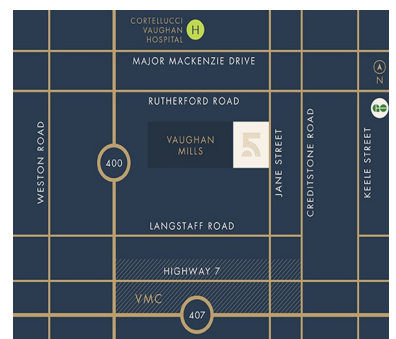 CORTELLUCCI
VAUGHAN
HOSPITAL
H
MAJOR MACKENZIE DRIVE
N
RUTHERFORD ROAD
GO
VAUGHAN
MILLS
5
WESTON ROAD
400
JANE STREET
CREDITSTONE ROAD
KEELE STREET
LANGSTAFF ROAD
HIGHWAY 7
VMC
407